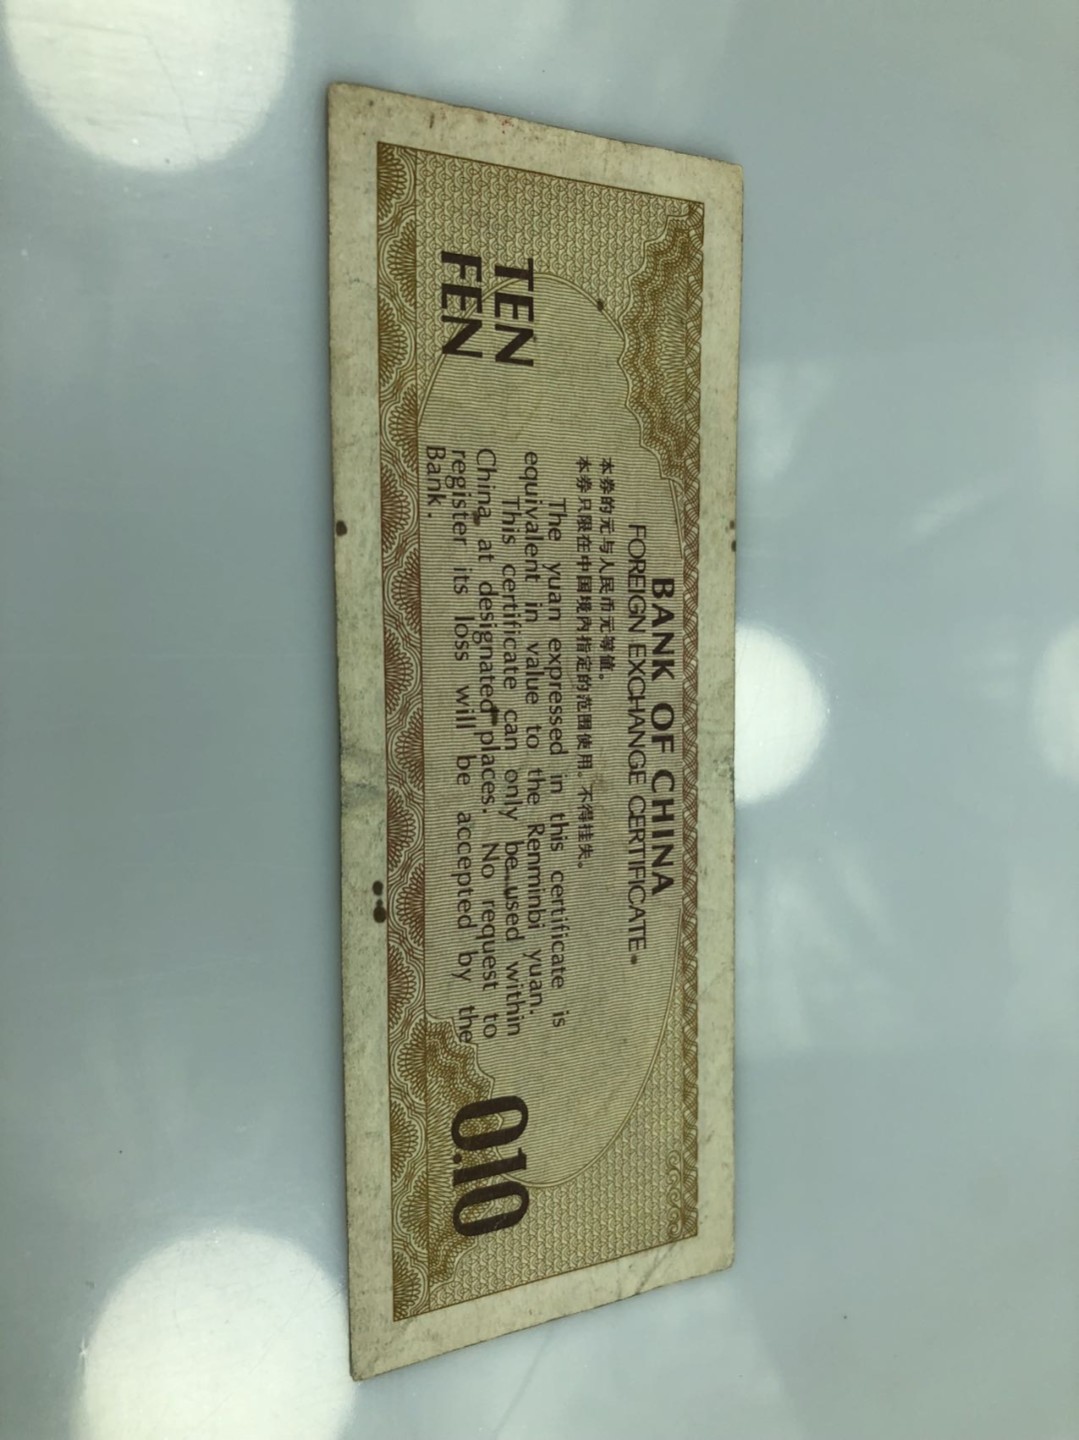 BANK OF CHINA
FOREIGN EXCHANGE CERTIFICATE
本券的元与人民币元等值。
本券只限在中国境内指定的范围使用。不得挂失。
The yuan expressed in this certificate is
equivalent in value to the Renminbi yuan.
This certificate can only be used within
China at designated places. No request to
register its loss will be accepted by the
Bank.
TEN
FEN
0.10